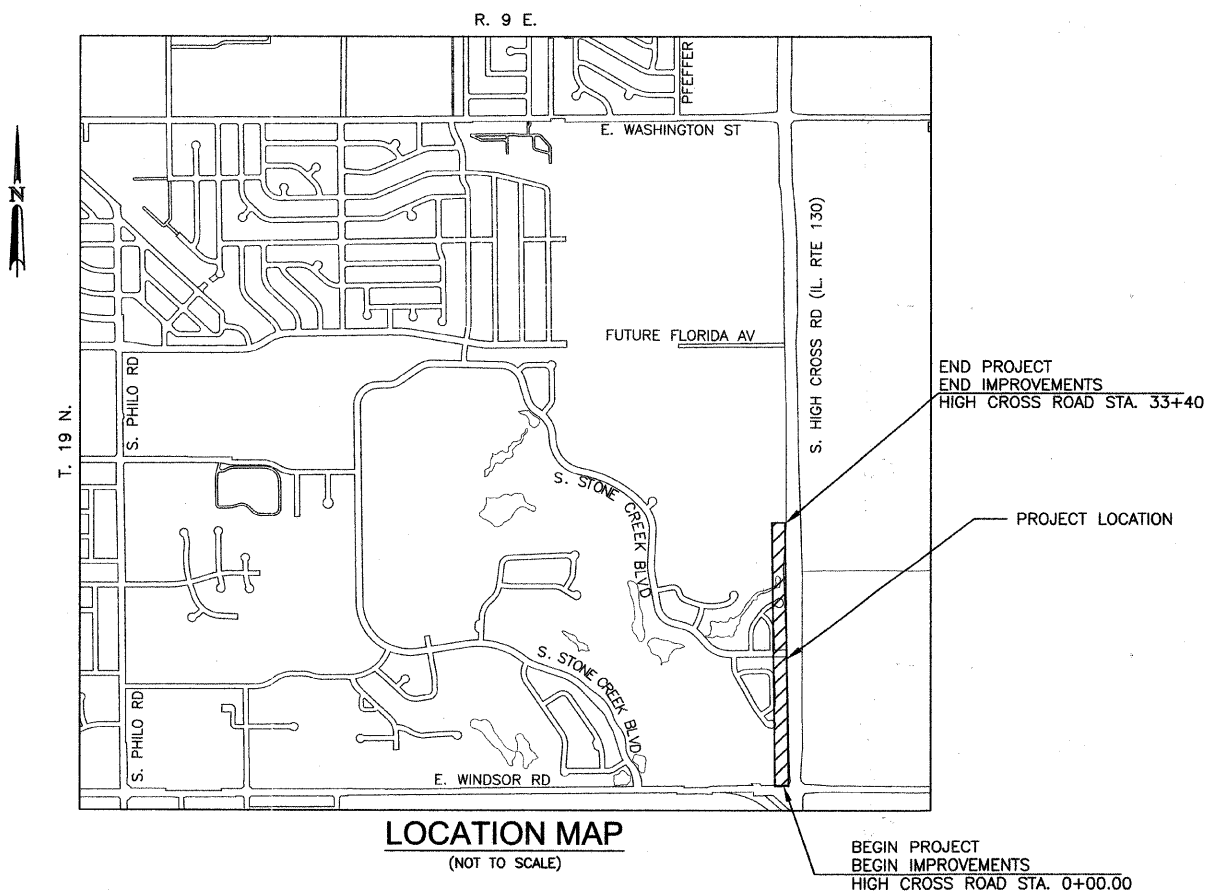 R. 9 E.
PFEFFER
E. WASHINGTON ST
N
S. HIGH CROSS RD (IL. RTE 130)
FUTURE FLORIDA AV
S. PHILO RD
T. 19 N.
END PROJECT
END IMPROVEMENTS
HIGH CROSS ROAD STA. 33+40
S. STONE CREEK BLVD
PROJECT LOCATION
S. STONE CREEK BLVD
S. PHILO RD
E. WINDSOR RD
LOCATION MAP
(NOT TO SCALE)
BEGIN PROJECT
BEGIN IMPROVEMENTS
HIGH CROSS ROAD STA. 0+00.00